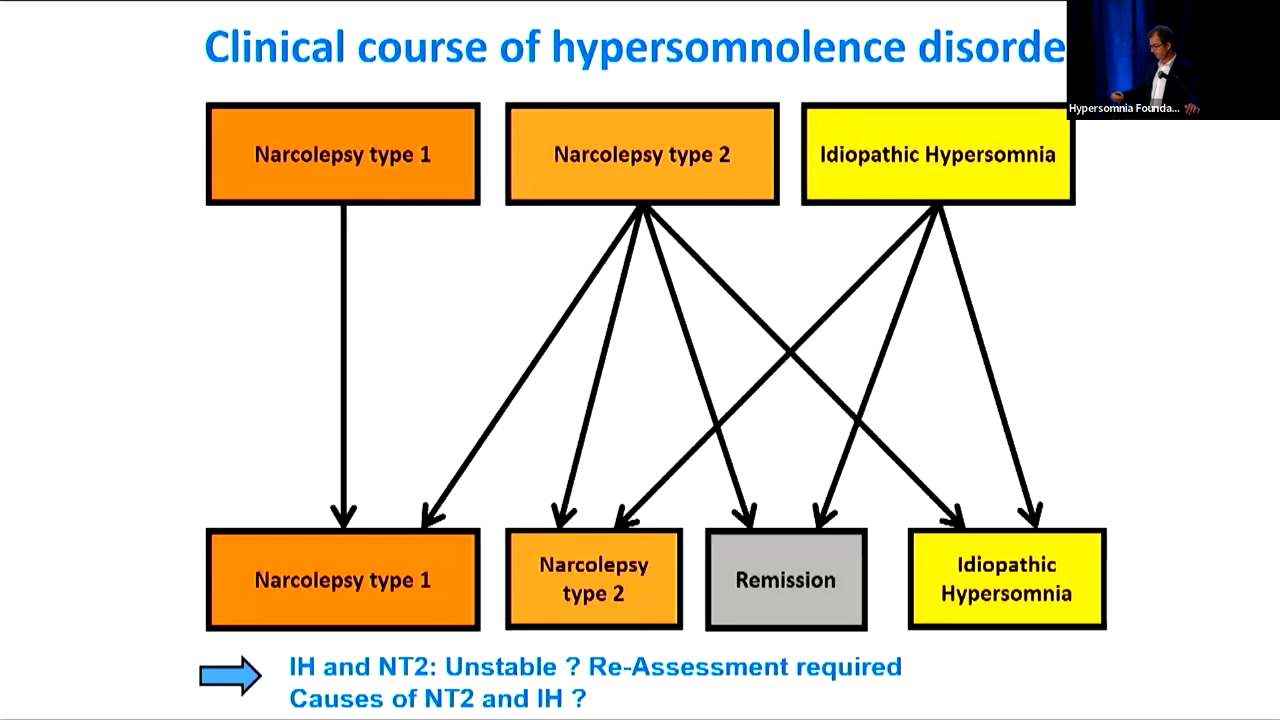 Clinical course of hypersomnolence disorde
Hypersomnia Founda...
Narcolepsy type 1
Narcolepsy type 2
Idiopathic Hypersomnia
Narcolepsy type 1
Narcolepsy
type 2
Remission
Idiopathic
Hypersomnia
IH and NT2: Unstable ? Re-Assessment required
Causes of NT2 and IH ?